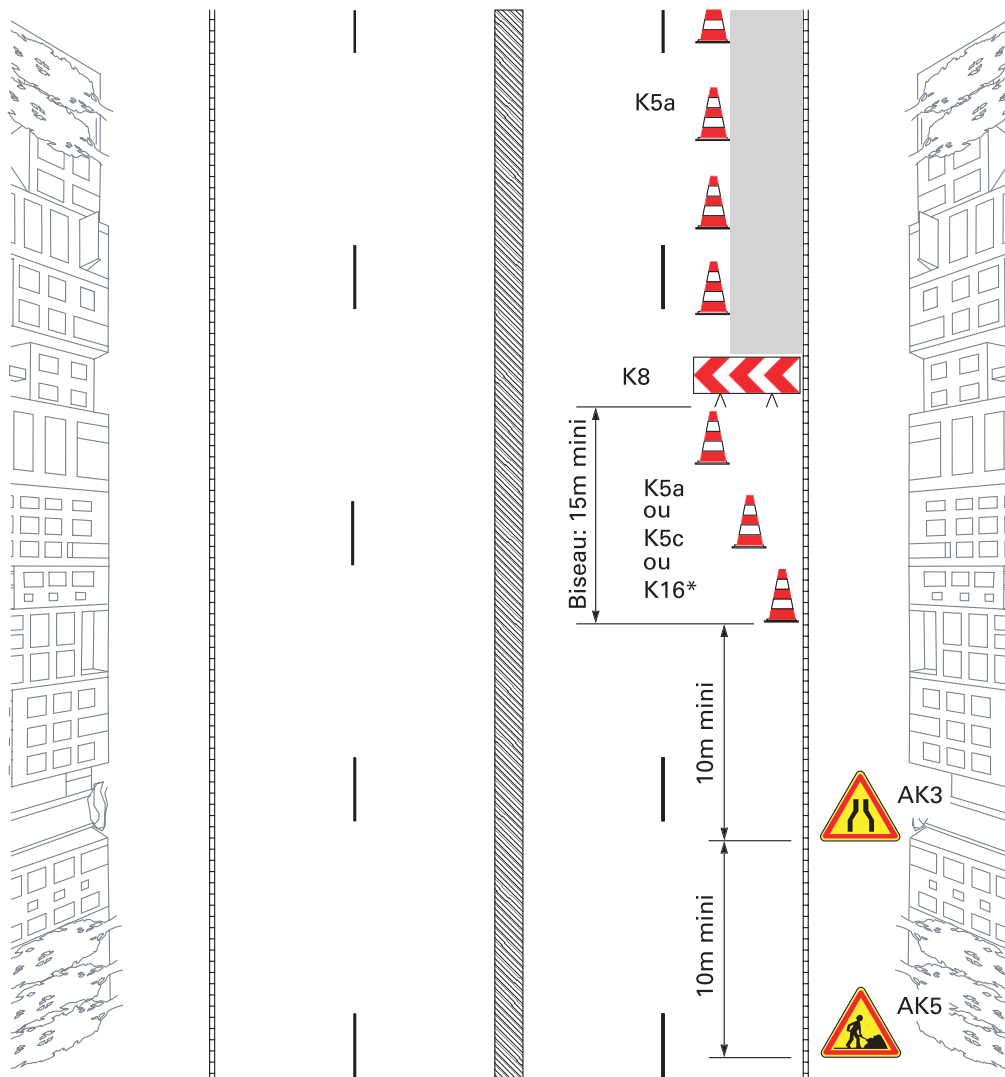 K5a
K8
Biseau: 15m mini
K5a
ou
K5c
ou
K16*
10m mini
AK3
10m mini
AK5